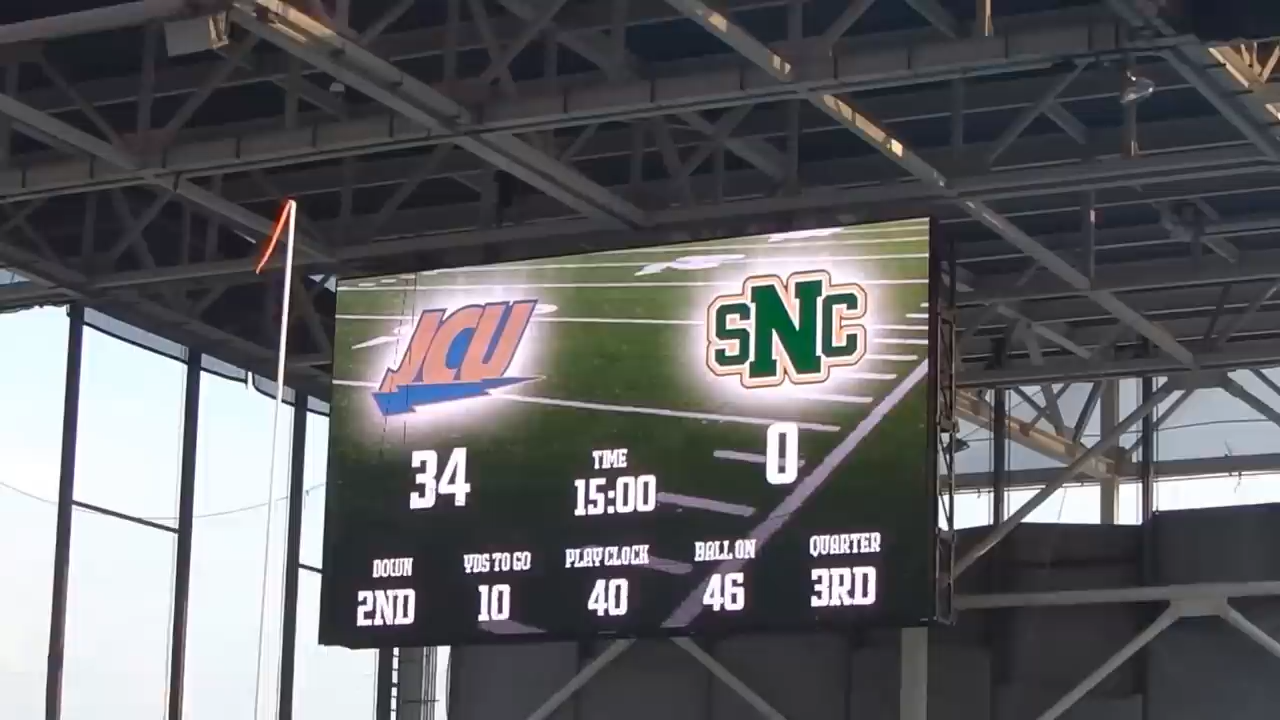 JCU
SNC
34
TIME
0
15:00
DOWN
YDS TO GO
PLAY CLOCK
BALL ON
QUARTER
2ND
10
40
46
3RD